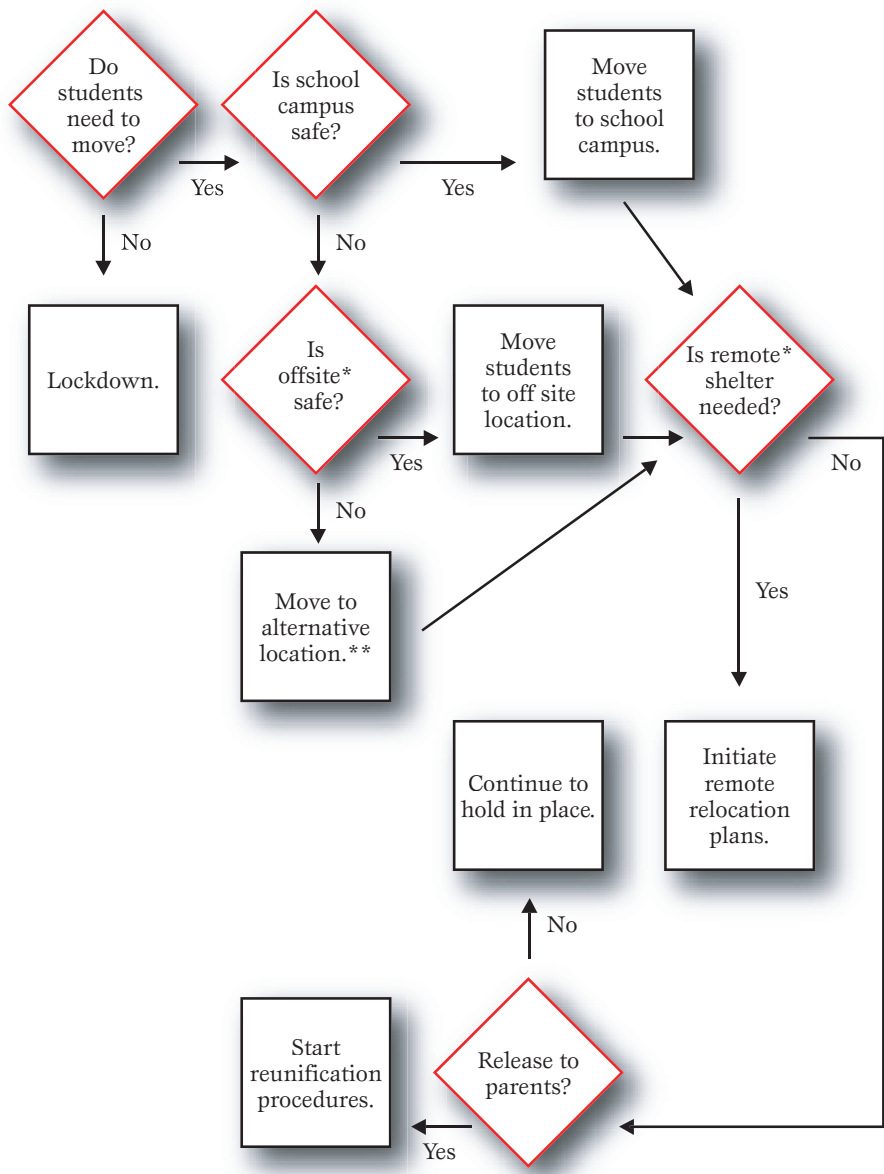 Do
students
need to
move?
Yes
No
Is school
campus
safe?
Yes
No
Move
students
to school
campus.
Lockdown.
Is
offsite*
safe?
Yes
No
Move
students
to off site
location.
Is remote*
shelter
needed?
No
Yes
Move to
alternative
location.**
Continue to
hold in place.
Initiate
remote
relocation
plans.
No
Start
reunification
procedures.
Release to
parents?
Yes